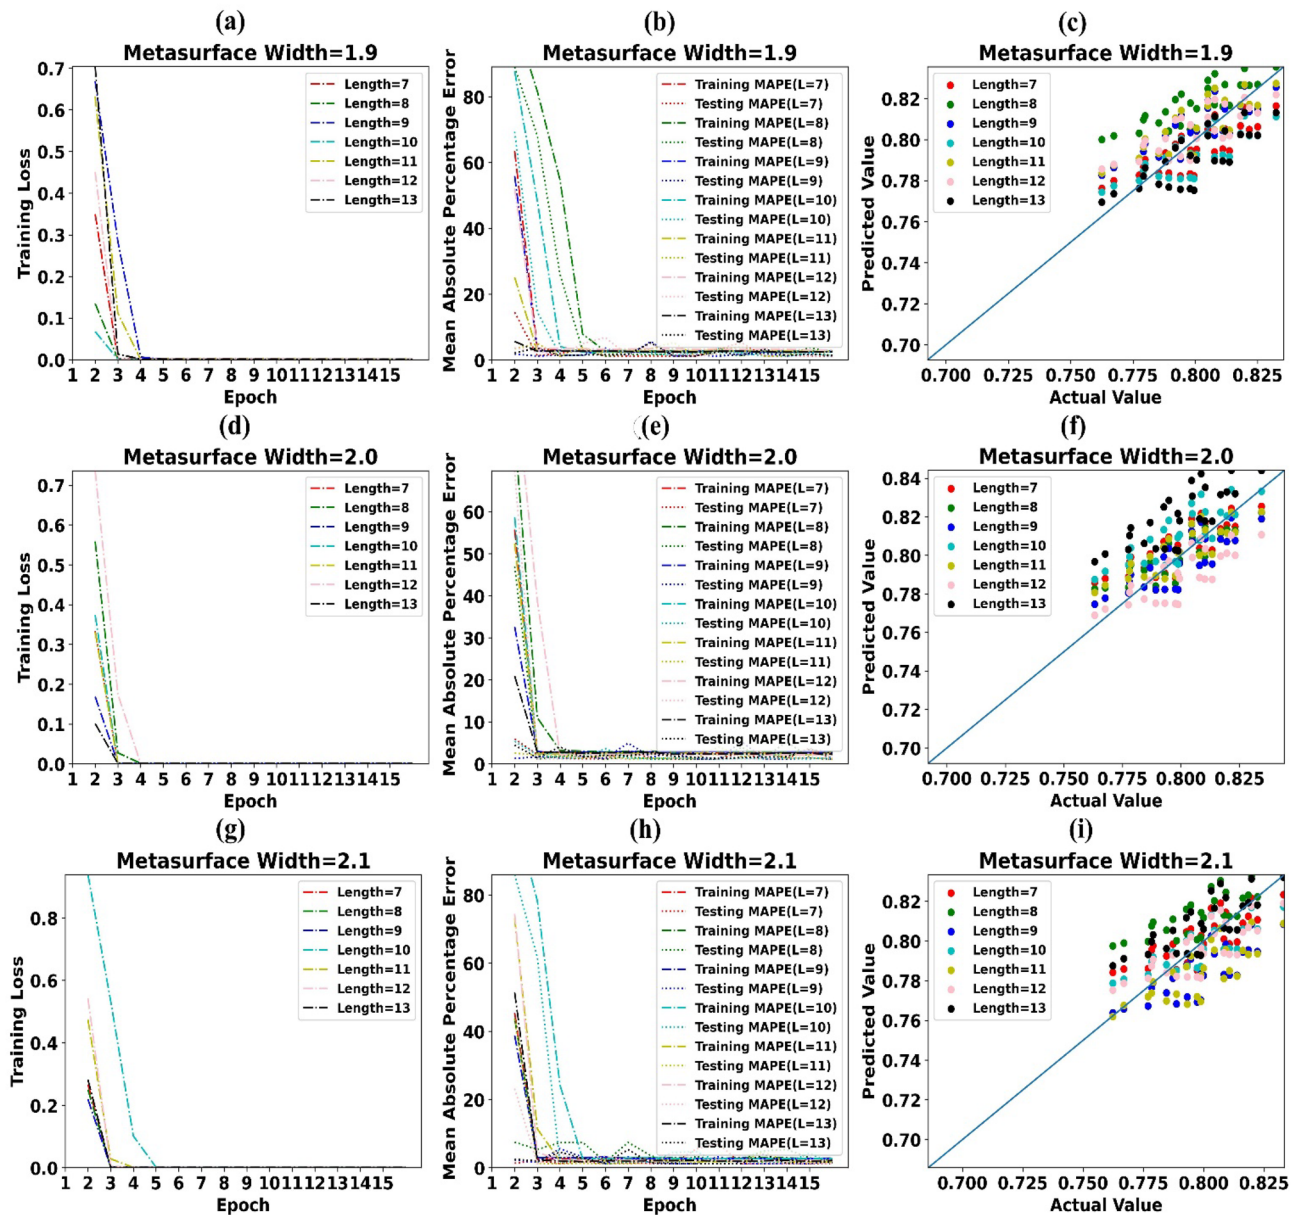 (a)
Metasurface Width=1.9
Training Loss
0.7
0.6
0.5
0.4
0.3
0.2
0.1
0.0
Length=7
Length=8
Length=9
Length=10
Length=11
Length=12
Length=13
1 2 3 4 5 6 7 8 9 10 11 12 13 14 15
Epoch
(b)
Metasurface Width=1.9
Mean Absolute Percentage Error
80
60
40
20
0
Training MAPE(L=7)
Testing MAPE(L=7)
Training MAPE(L=8)
Testing MAPE(L=8)
Training MAPE(L=9)
Testing MAPE(L=9)
Training MAPE(L=10)
Testing MAPE(L=10)
Training MAPE(L=11)
Testing MAPE(L=11)
Training MAPE(L=12)
Testing MAPE(L=12)
Training MAPE(L=13)
Testing MAPE(L=13)
1 2 3 4 5 6 7 8 9 10 11 12 13 14 15
Epoch
(c)
Metasurface Width=1.9
Predicted Value
0.82
0.80
0.78
0.76
0.74
0.72
0.70
Length=7
Length=8
Length=9
Length=10
Length=11
Length=12
Length=13
0.700 0.725 0.750 0.775 0.800 0.825
Actual Value
(d)
Metasurface Width=2.0
Training Loss
0.7
0.6
0.5
0.4
0.3
0.2
0.1
0.0
Length=7
Length=8
Length=9
Length=10
Length=11
Length=12
Length=13
1 2 3 4 5 6 7 8 9 10 11 12 13 14 15
Epoch
(e)
Metasurface Width=2.0
Mean Absolute Percentage Error
60
50
40
30
20
10
0
Training MAPE(L=7)
Testing MAPE(L=7)
Training MAPE(L=8)
Testing MAPE(L=8)
Training MAPE(L=9)
Testing MAPE(L=9)
Training MAPE(L=10)
Testing MAPE(L=10)
Training MAPE(L=11)
Testing MAPE(L=11)
Training MAPE(L=12)
Testing MAPE(L=12)
Training MAPE(L=13)
Testing MAPE(L=13)
1 2 3 4 5 6 7 8 9 10 11 12 13 14 15
Epoch
(f)
Metasurface Width=2.0
Predicted Value
0.84
0.82
0.80
0.78
0.76
0.74
0.72
0.70
Length=7
Length=8
Length=9
Length=10
Length=11
Length=12
Length=13
0.700 0.725 0.750 0.775 0.800 0.825
Actual Value
(g)
Metasurface Width=2.1
Training Loss
0.8
0.6
0.4
0.2
0.0
Length=7
Length=8
Length=9
Length=10
Length=11
Length=12
Length=13
1 2 3 4 5 6 7 8 9 10 11 12 13 14 15
Epoch
(h)
Metasurface Width=2.1
Mean Absolute Percentage Error
80
60
40
20
0
Training MAPE(L=7)
Testing MAPE(L=7)
Training MAPE(L=8)
Testing MAPE(L=8)
Training MAPE(L=9)
Testing MAPE(L=9)
Training MAPE(L=10)
Testing MAPE(L=10)
Training MAPE(L=11)
Testing MAPE(L=11)
Training MAPE(L=12)
Testing MAPE(L=12)
Training MAPE(L=13)
Testing MAPE(L=13)
1 2 3 4 5 6 7 8 9 10 11 12 13 14 15
Epoch
(i)
Metasurface Width=2.1
Predicted Value
0.82
0.80
0.78
0.76
0.74
0.72
0.70
Length=7
Length=8
Length=9
Length=10
Length=11
Length=12
Length=13
0.700 0.725 0.750 0.775 0.800 0.825
Actual Value